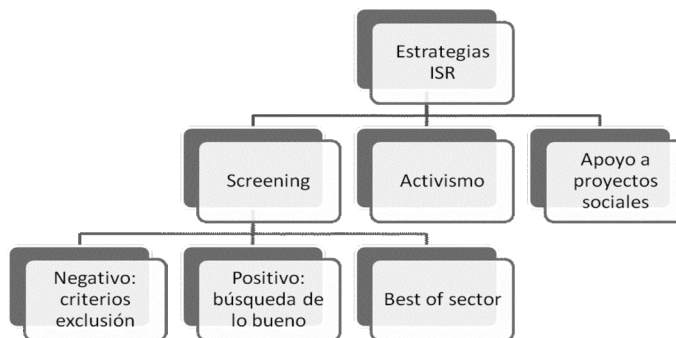 Estrategias
ISR
Screening
Activismo
Apoyo a
proyectos
sociales
Negativo:
criterios
exclusión
Positivo:
búsqueda de
lo bueno
Best of sector